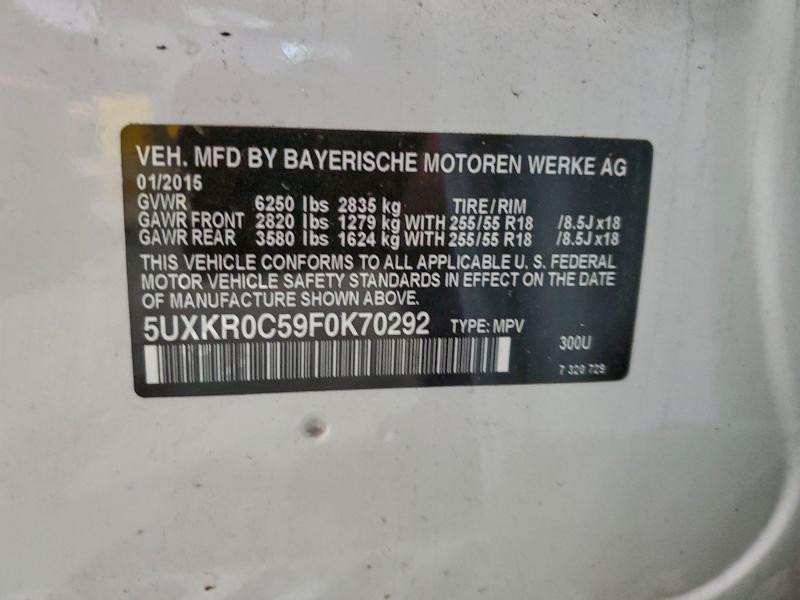 VEH. MFD BY BAYERISCHE MOTOREN WERKE AG
01/2015
GVWR 6250 lbs 2835 kg TIRE/RIM
GAWR FRONT 2820 lbs 1279 kg WITH 255/55 R18 /8.5J x18
GAWR REAR 3580 lbs 1624 kg WITH 255/55 R18 /8.5J x18
THIS VEHICLE CONFORMS TO ALL APPLICABLE U. S. FEDERAL
MOTOR VEHICLE SAFETY STANDARDS IN EFFECT ON THE DATE
OF MANUFACTURE SHOWN ABOVE.
5UXKR0C59F0K70292 TYPE: MPV
300U
7 320 729